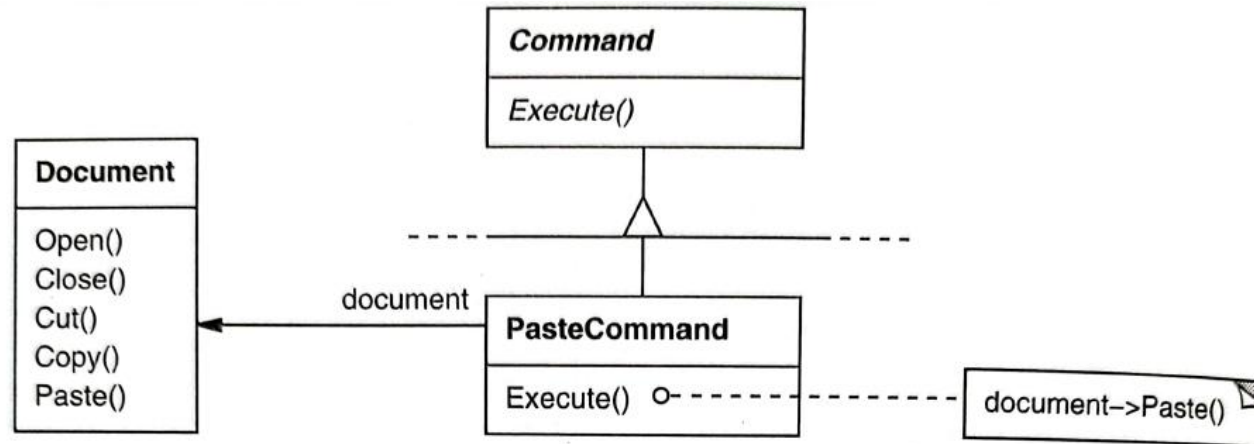 Command
Execute()
Document
Open()
Close()
Cut()
Copy()
Paste()
document
PasteCommand
Execute()
document->Paste()